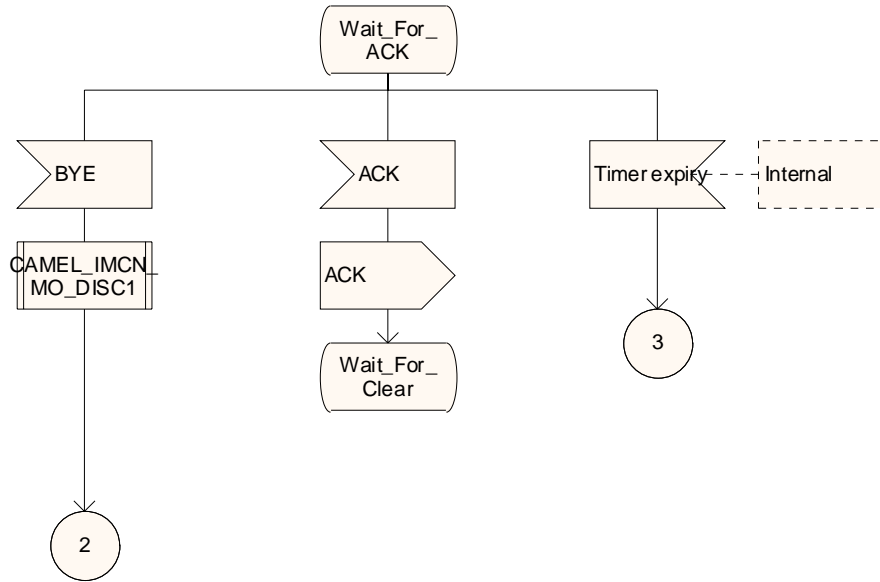 Wait_For_
ACK
BYE
ACK
Timer expiry
Internal
CAMEL_IMCN_
MO_DISC1
ACK
3
Wait_For_
Clear
2